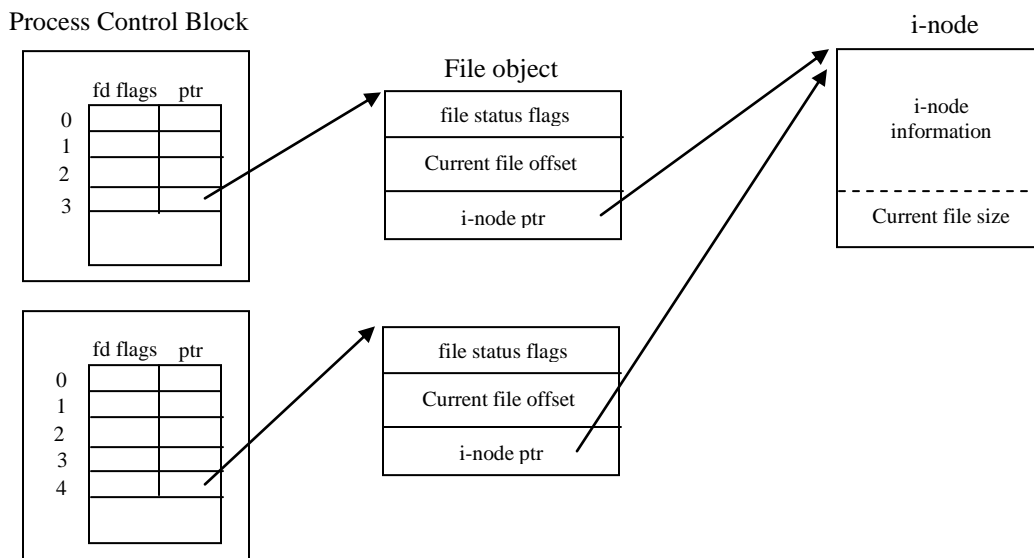 Process Control Block
fd flags ptr
0
1
2
3
File object
file status flags
Current file offset
i-node ptr
i-node
i-node
information
Current file size
fd flags ptr
0
1
2
3
4
file status flags
Current file offset
i-node ptr